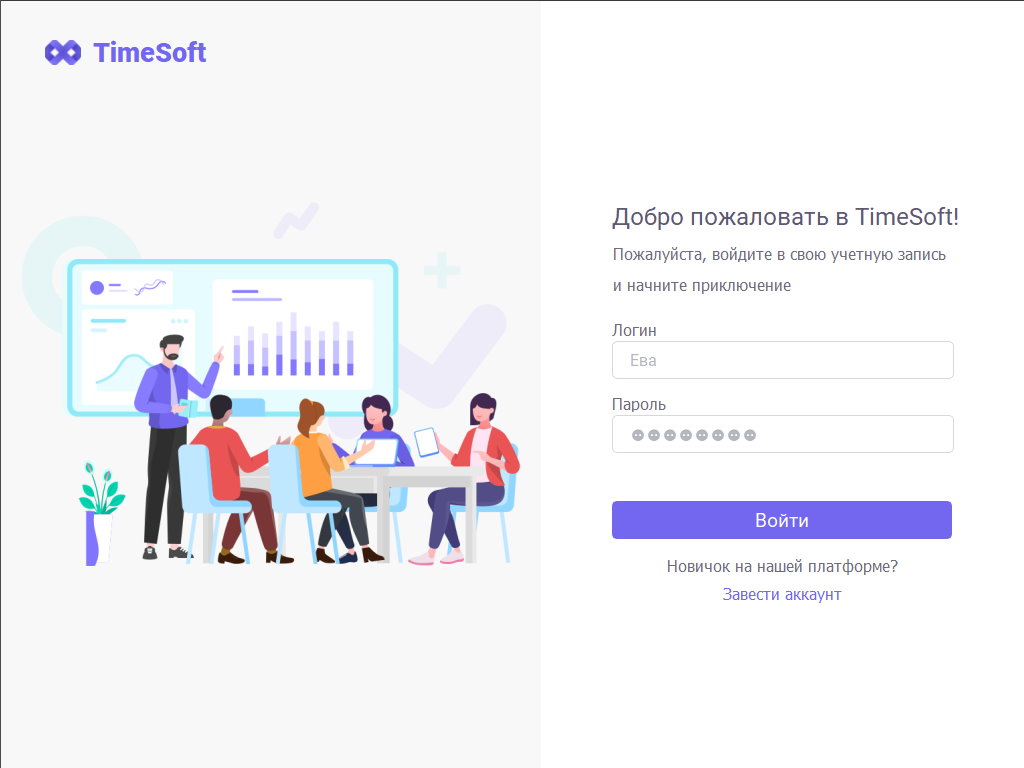 TimeSoft
Добро пожаловать в TimeSoft!
Пожалуйста, войдите в свою учетную запись
и начните приключение
Логин
Ева
Пароль
Войти
Новичок на нашей платформе?
Завести аккаунт